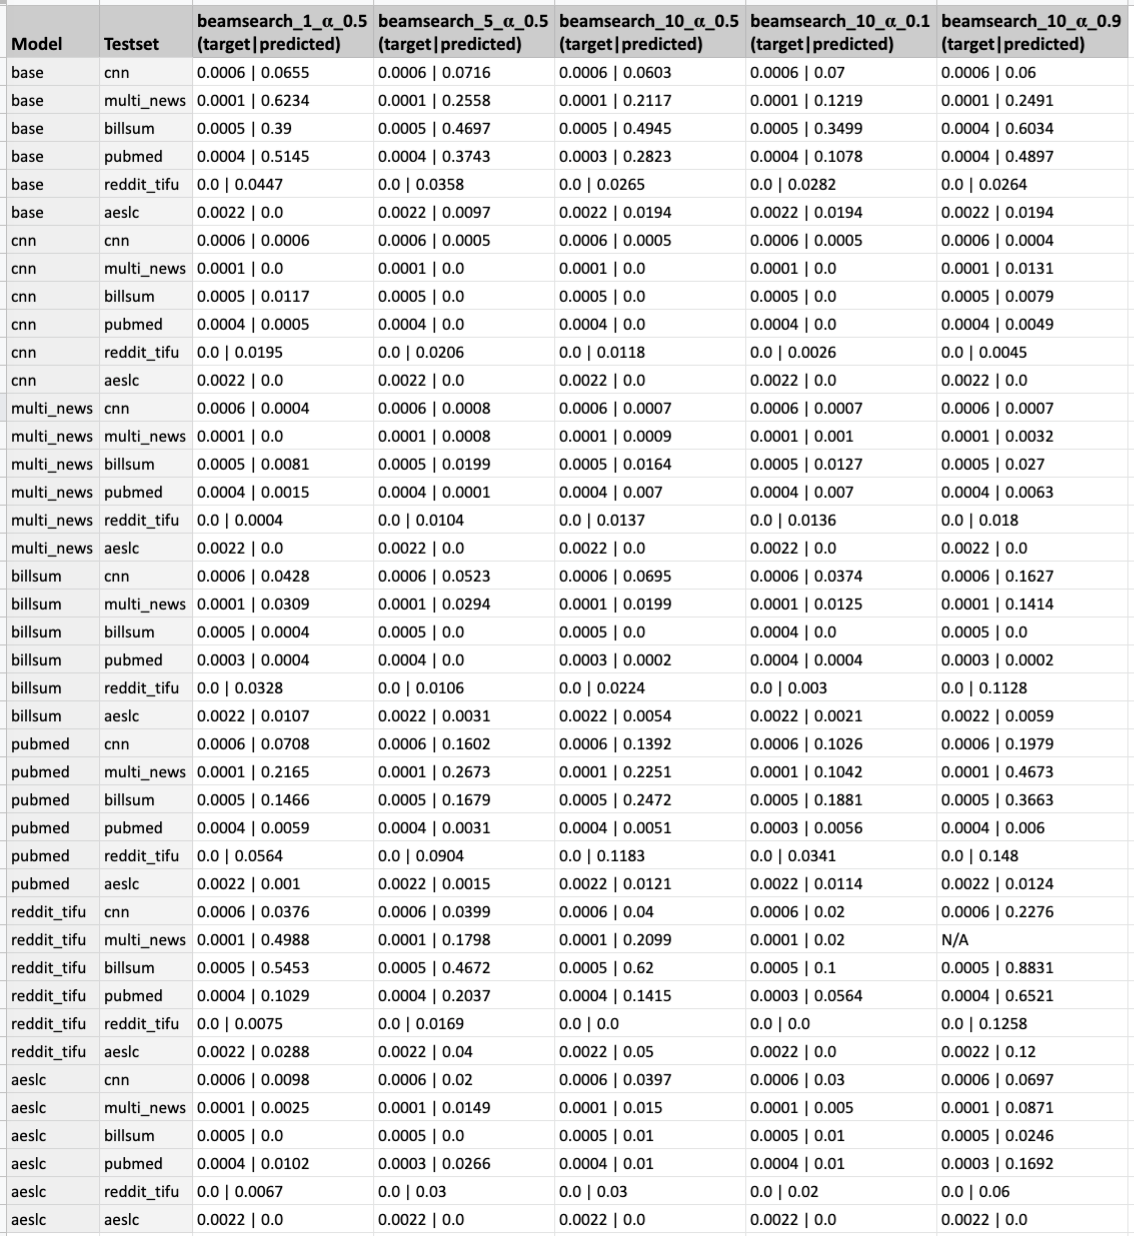 Model Testset beamsearch_1_α_0.5 (target|predicted) beamsearch_5_α_0.5 (target|predicted) beamsearch_10_α_0.5 (target|predicted) beamsearch_10_α_0.1 (target|predicted) beamsearch_10_α_0.9 (target|predicted)
base cnn 0.0006 | 0.0655 0.0006 | 0.0716 0.0006 | 0.0603 0.0006 | 0.07 0.0006 | 0.06
base multi_news 0.0001 | 0.6234 0.0001 | 0.2558 0.0001 | 0.2117 0.0001 | 0.1219 0.0001 | 0.2491
base billsum 0.0005 | 0.39 0.0005 | 0.4697 0.0005 | 0.4945 0.0005 | 0.3499 0.0004 | 0.6034
base pubmed 0.0004 | 0.5145 0.0004 | 0.3743 0.0003 | 0.2823 0.0004 | 0.1078 0.0004 | 0.4897
base reddit_tifu 0.0 | 0.0447 0.0 | 0.0358 0.0 | 0.0265 0.0 | 0.0282 0.0 | 0.0264
base aeslc 0.0022 | 0.0 0.0022 | 0.0097 0.0022 | 0.0194 0.0022 | 0.0194 0.0022 | 0.0194
cnn cnn 0.0006 | 0.0006 0.0006 | 0.0005 0.0006 | 0.0005 0.0006 | 0.0005 0.0006 | 0.0004
cnn multi_news 0.0001 | 0.0 0.0001 | 0.0 0.0001 | 0.0 0.0001 | 0.0 0.0001 | 0.0131
cnn billsum 0.0005 | 0.0117 0.0005 | 0.0 0.0005 | 0.0 0.0005 | 0.0 0.0005 | 0.0079
cnn pubmed 0.0004 | 0.0005 0.0004 | 0.0 0.0004 | 0.0 0.0004 | 0.0 0.0004 | 0.0049
cnn reddit_tifu 0.0 | 0.0195 0.0 | 0.0206 0.0 | 0.0118 0.0 | 0.0026 0.0 | 0.0045
cnn aeslc 0.0022 | 0.0 0.0022 | 0.0 0.0022 | 0.0 0.0022 | 0.0 0.0022 | 0.0
multi_news cnn 0.0006 | 0.0004 0.0006 | 0.0008 0.0006 | 0.0007 0.0006 | 0.0007 0.0006 | 0.0007
multi_news multi_news 0.0001 | 0.0 0.0001 | 0.0008 0.0001 | 0.0009 0.0001 | 0.001 0.0001 | 0.0032
multi_news billsum 0.0005 | 0.0081 0.0005 | 0.0199 0.0005 | 0.0164 0.0005 | 0.0127 0.0005 | 0.027
multi_news pubmed 0.0004 | 0.0015 0.0004 | 0.0001 0.0004 | 0.007 0.0004 | 0.007 0.0004 | 0.0063
multi_news reddit_tifu 0.0 | 0.0004 0.0 | 0.0104 0.0 | 0.0137 0.0 | 0.0136 0.0 | 0.018
multi_news aeslc 0.0022 | 0.0 0.0022 | 0.0 0.0022 | 0.0 0.0022 | 0.0 0.0022 | 0.0
billsum cnn 0.0006 | 0.0428 0.0006 | 0.0523 0.0006 | 0.0695 0.0006 | 0.0374 0.0006 | 0.1627
billsum multi_news 0.0001 | 0.0309 0.0001 | 0.0294 0.0001 | 0.0199 0.0001 | 0.0125 0.0001 | 0.1414
billsum billsum 0.0005 | 0.0004 0.0005 | 0.0 0.0005 | 0.0 0.0004 | 0.0 0.0005 | 0.0
billsum pubmed 0.0003 | 0.0004 0.0004 | 0.0 0.0003 | 0.0002 0.0004 | 0.0004 0.0003 | 0.0002
billsum reddit_tifu 0.0 | 0.0328 0.0 | 0.0106 0.0 | 0.0224 0.0 | 0.003 0.0 | 0.1128
billsum aeslc 0.0022 | 0.0107 0.0022 | 0.0031 0.0022 | 0.0054 0.0022 | 0.0021 0.0022 | 0.0059
pubmed cnn 0.0006 | 0.0708 0.0006 | 0.1602 0.0006 | 0.1392 0.0006 | 0.1026 0.0006 | 0.1979
pubmed multi_news 0.0001 | 0.2165 0.0001 | 0.2673 0.0001 | 0.2251 0.0001 | 0.1042 0.0001 | 0.4673
pubmed billsum 0.0005 | 0.1466 0.0005 | 0.1679 0.0005 | 0.2472 0.0005 | 0.1881 0.0005 | 0.3663
pubmed pubmed 0.0004 | 0.0059 0.0004 | 0.0031 0.0004 | 0.0051 0.0003 | 0.0056 0.0004 | 0.006
pubmed reddit_tifu 0.0 | 0.0564 0.0 | 0.0904 0.0 | 0.1183 0.0 | 0.0341 0.0 | 0.148
pubmed aeslc 0.0022 | 0.001 0.0022 | 0.0015 0.0022 | 0.0121 0.0022 | 0.0114 0.0022 | 0.0124
reddit_tifu cnn 0.0006 | 0.0376 0.0006 | 0.0399 0.0006 | 0.04 0.0006 | 0.02 0.0006 | 0.2276
reddit_tifu multi_news 0.0001 | 0.4988 0.0001 | 0.1798 0.0001 | 0.2099 0.0001 | 0.02 N/A
reddit_tifu billsum 0.0005 | 0.5453 0.0005 | 0.4672 0.0005 | 0.62 0.0005 | 0.1 0.0005 | 0.8831
reddit_tifu pubmed 0.0004 | 0.1029 0.0004 | 0.2037 0.0004 | 0.1415 0.0003 | 0.0564 0.0004 | 0.6521
reddit_tifu reddit_tifu 0.0 | 0.0075 0.0 | 0.0169 0.0 | 0.0 0.0 | 0.0 0.0 | 0.1258
reddit_tifu aeslc 0.0022 | 0.0288 0.0022 | 0.04 0.0022 | 0.05 0.0022 | 0.0 0.0022 | 0.12
aeslc cnn 0.0006 | 0.0098 0.0006 | 0.02 0.0006 | 0.0397 0.0006 | 0.03 0.0006 | 0.0697
aeslc multi_news 0.0001 | 0.0025 0.0001 | 0.0149 0.0001 | 0.015 0.0001 | 0.005 0.0001 | 0.0871
aeslc billsum 0.0005 | 0.0 0.0005 | 0.0 0.0005 | 0.01 0.0005 | 0.01 0.0005 | 0.0246
aeslc pubmed 0.0004 | 0.0102 0.0003 | 0.0266 0.0004 | 0.01 0.0004 | 0.01 0.0003 | 0.1692
aeslc reddit_tifu 0.0 | 0.0067 0.0 | 0.03 0.0 | 0.03 0.0 | 0.02 0.0 | 0.06
aeslc aeslc 0.0022 | 0.0 0.0022 | 0.0 0.0022 | 0.0 0.0022 | 0.0 0.0022 | 0.0